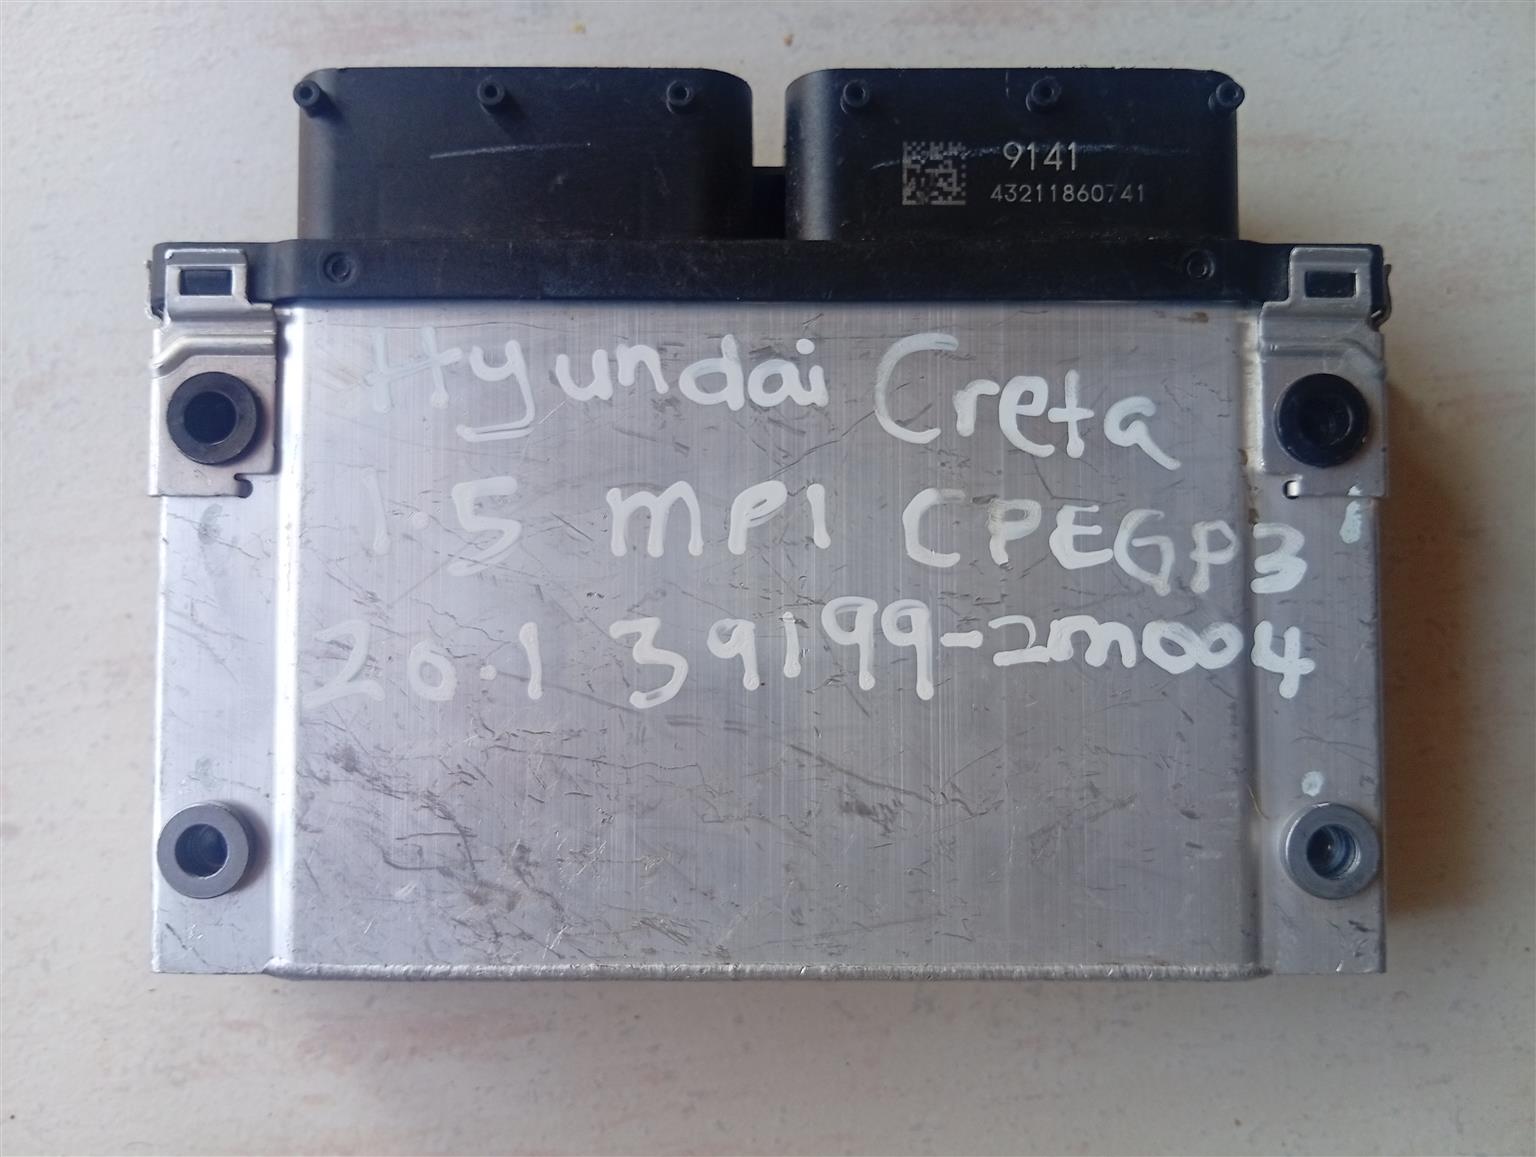 9141
43211860741
Hyundai Creta
1.5 MPI CPEGP3
20.1 39199-2M004